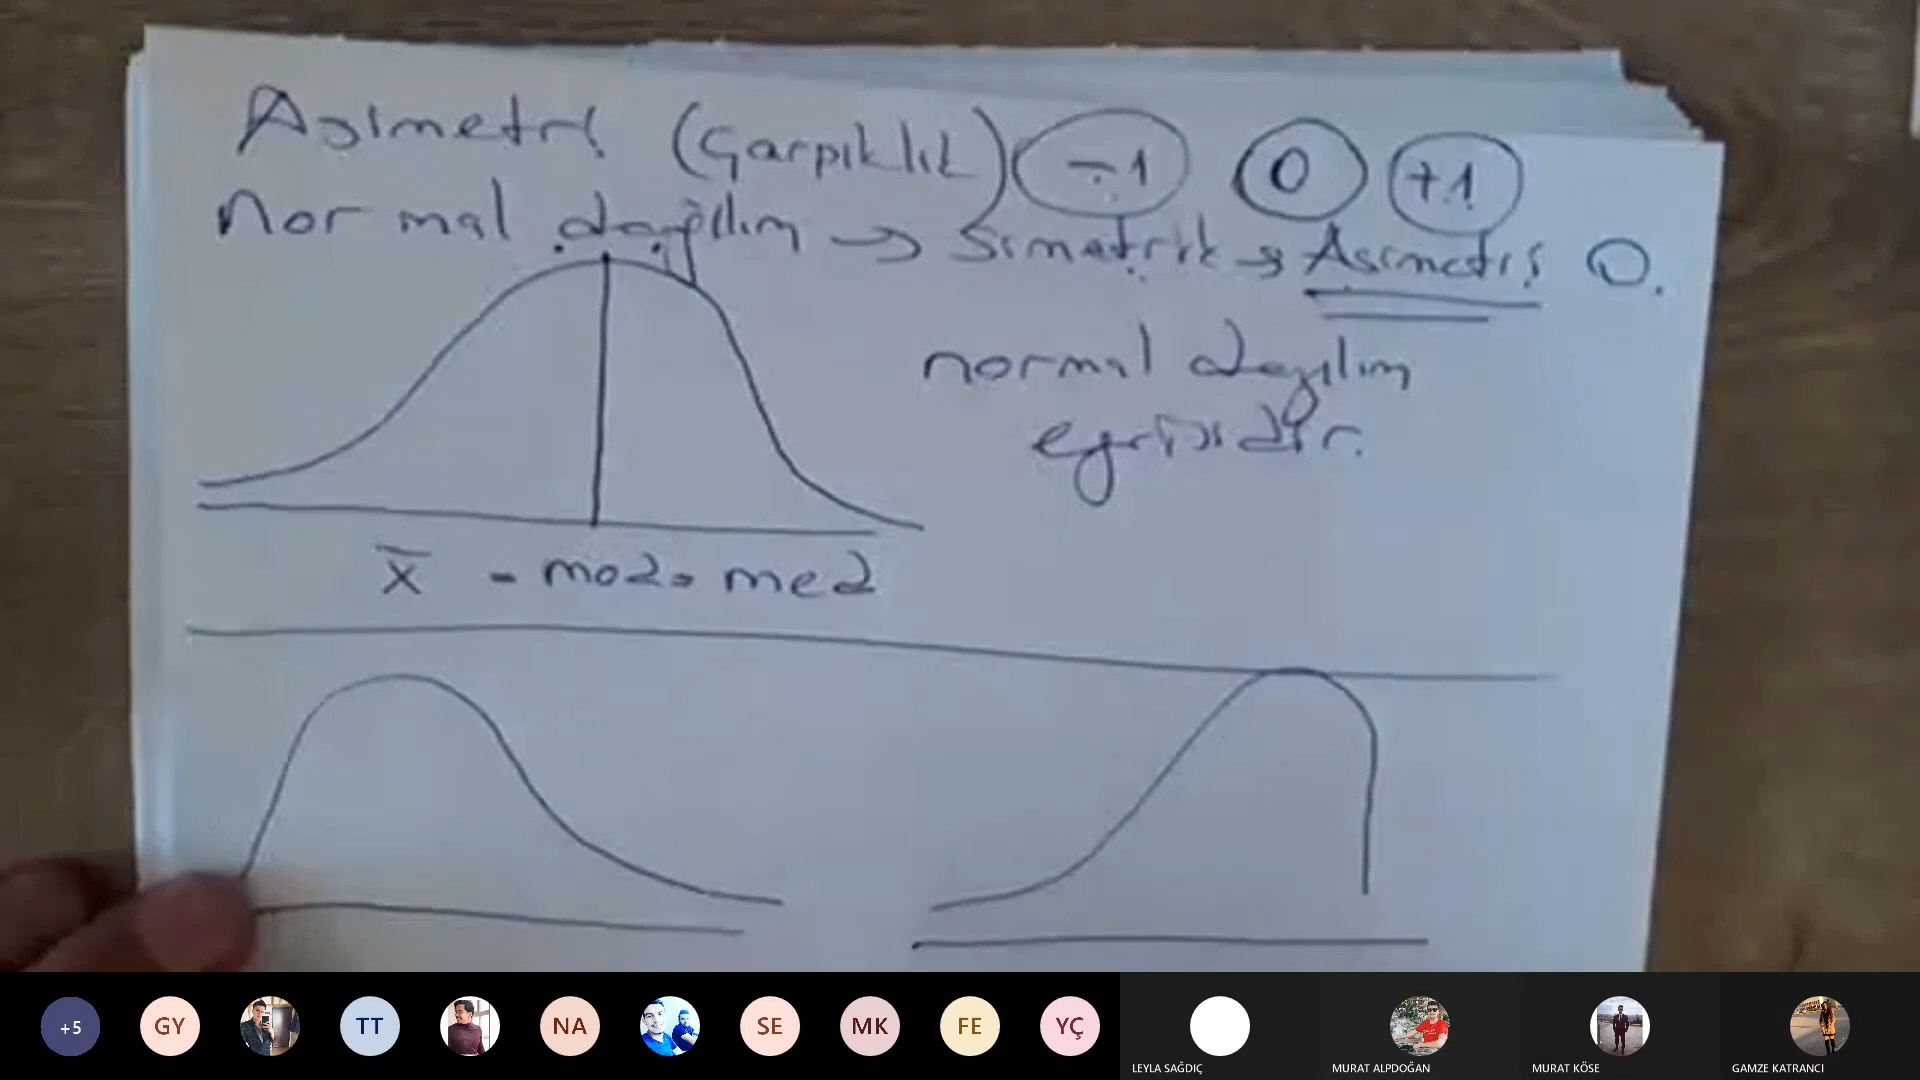 Asimetri (Çarpıklık) -1 0 +1
Normal dağılım → Simetrik → Asimetri 0.
normal dağılım
eğrisidir.
x̄ = mod = med
+5 GY TT NA SE MK FE YÇ
LEYLA SAĞDIÇ MURAT ALPDOĞAN MURAT KÖSE GAMZE KATRANCI